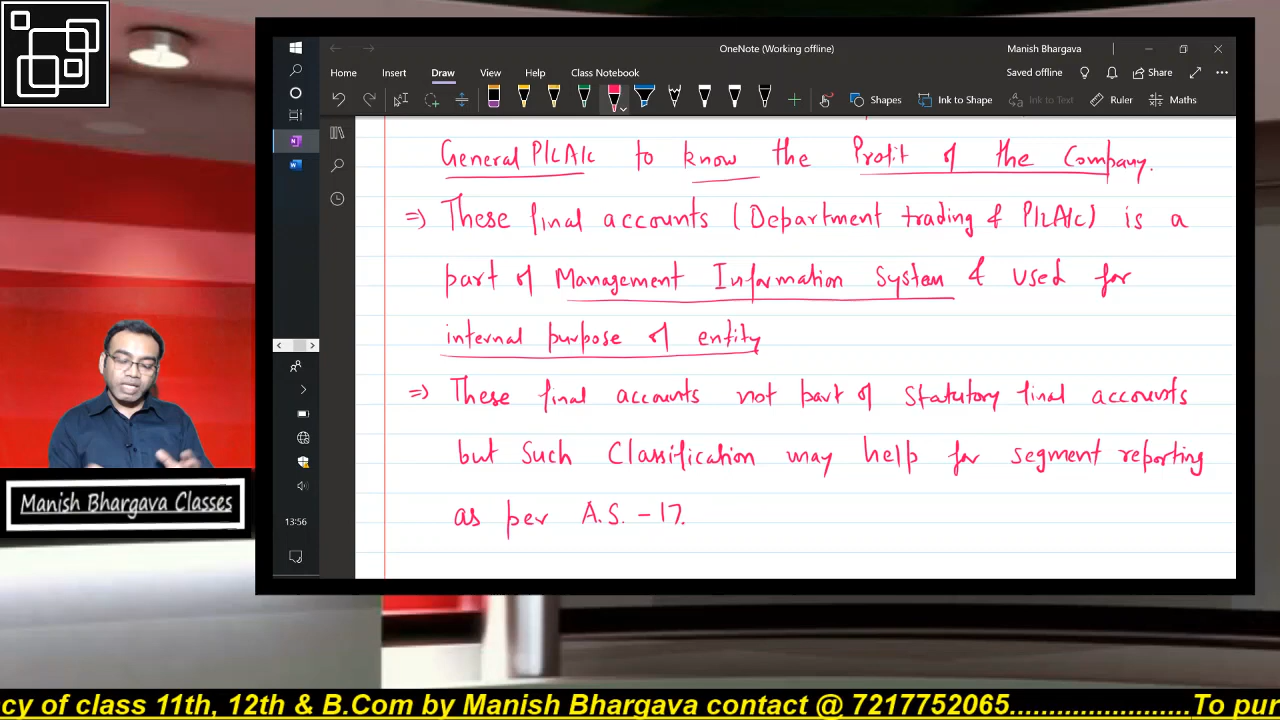 OneNote (Working offline)
Manish Bhargava
Home Insert Draw View Help Class Notebook
Saved offline
Share
Shapes
Ink to Shape
Ink to Text
Ruler
Maths
General P/L A/c to know the Profit of the Company.
=) These final accounts (Department trading & P/L A/c) is a
part of Management Information System & used for
internal purpose of entity
=) These final accounts not part of Statutory final accounts
but Such Classification may help for segment reporting
as per A.S. - 17.
Manish Bhargava Classes
13:56
cy of class 11th, 12th & B.Com by Manish Bhargava contact @ 7217752065.......................To pur